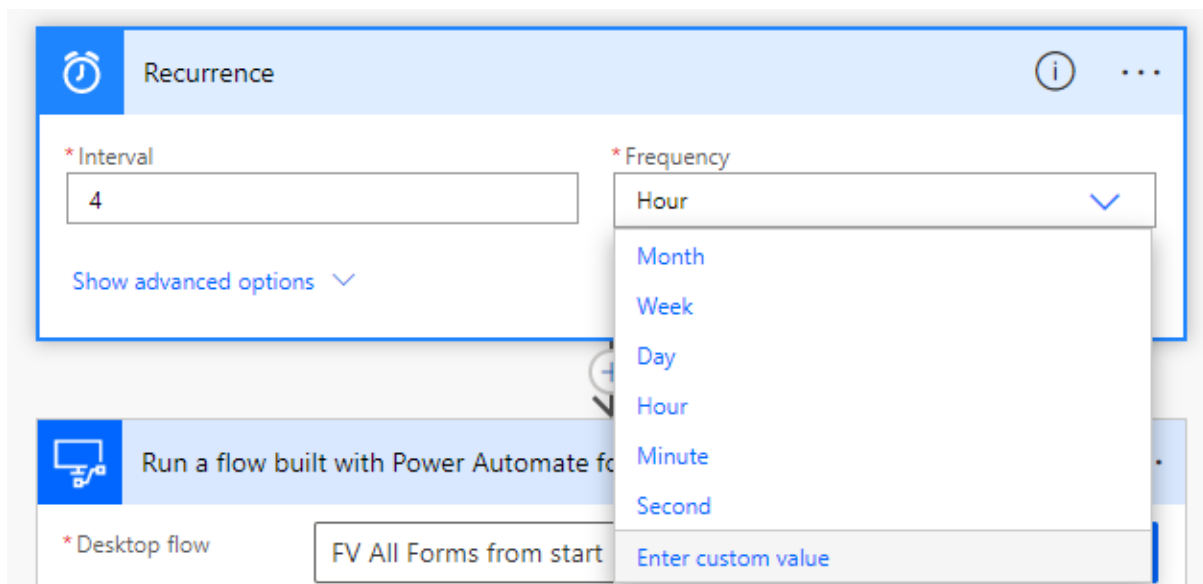 Recurrence
* Interval
* Frequency
4
Hour
Show advanced options
Month
Week
Day
Hour
Minute
Second
Enter custom value
Run a flow built with Power Automate fo
* Desktop flow
FV All Forms from start